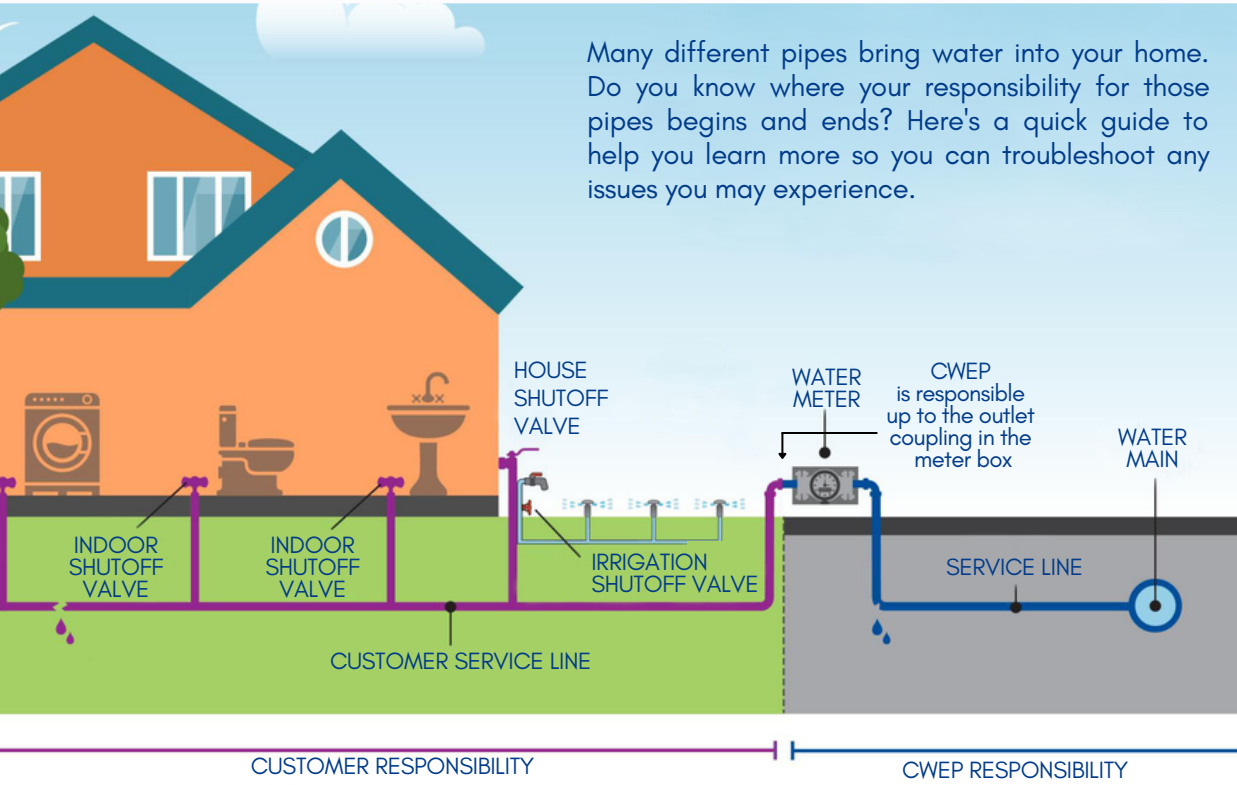 Many different pipes bring water into your home.
Do you know where your responsibility for those
pipes begins and ends? Here's a quick guide to
help you learn more so you can troubleshoot any
issues you may experience.
HOUSE
SHUTOFF
VALVE
WATER
METER
CWEP
is responsible
up to the outlet
coupling in the
meter box
WATER
MAIN
INDOOR
SHUTOFF
VALVE
INDOOR
SHUTOFF
VALVE
IRRIGATION
SHUTOFF VALVE
SERVICE LINE
CUSTOMER SERVICE LINE
CUSTOMER RESPONSIBILITY
CWEP RESPONSIBILITY